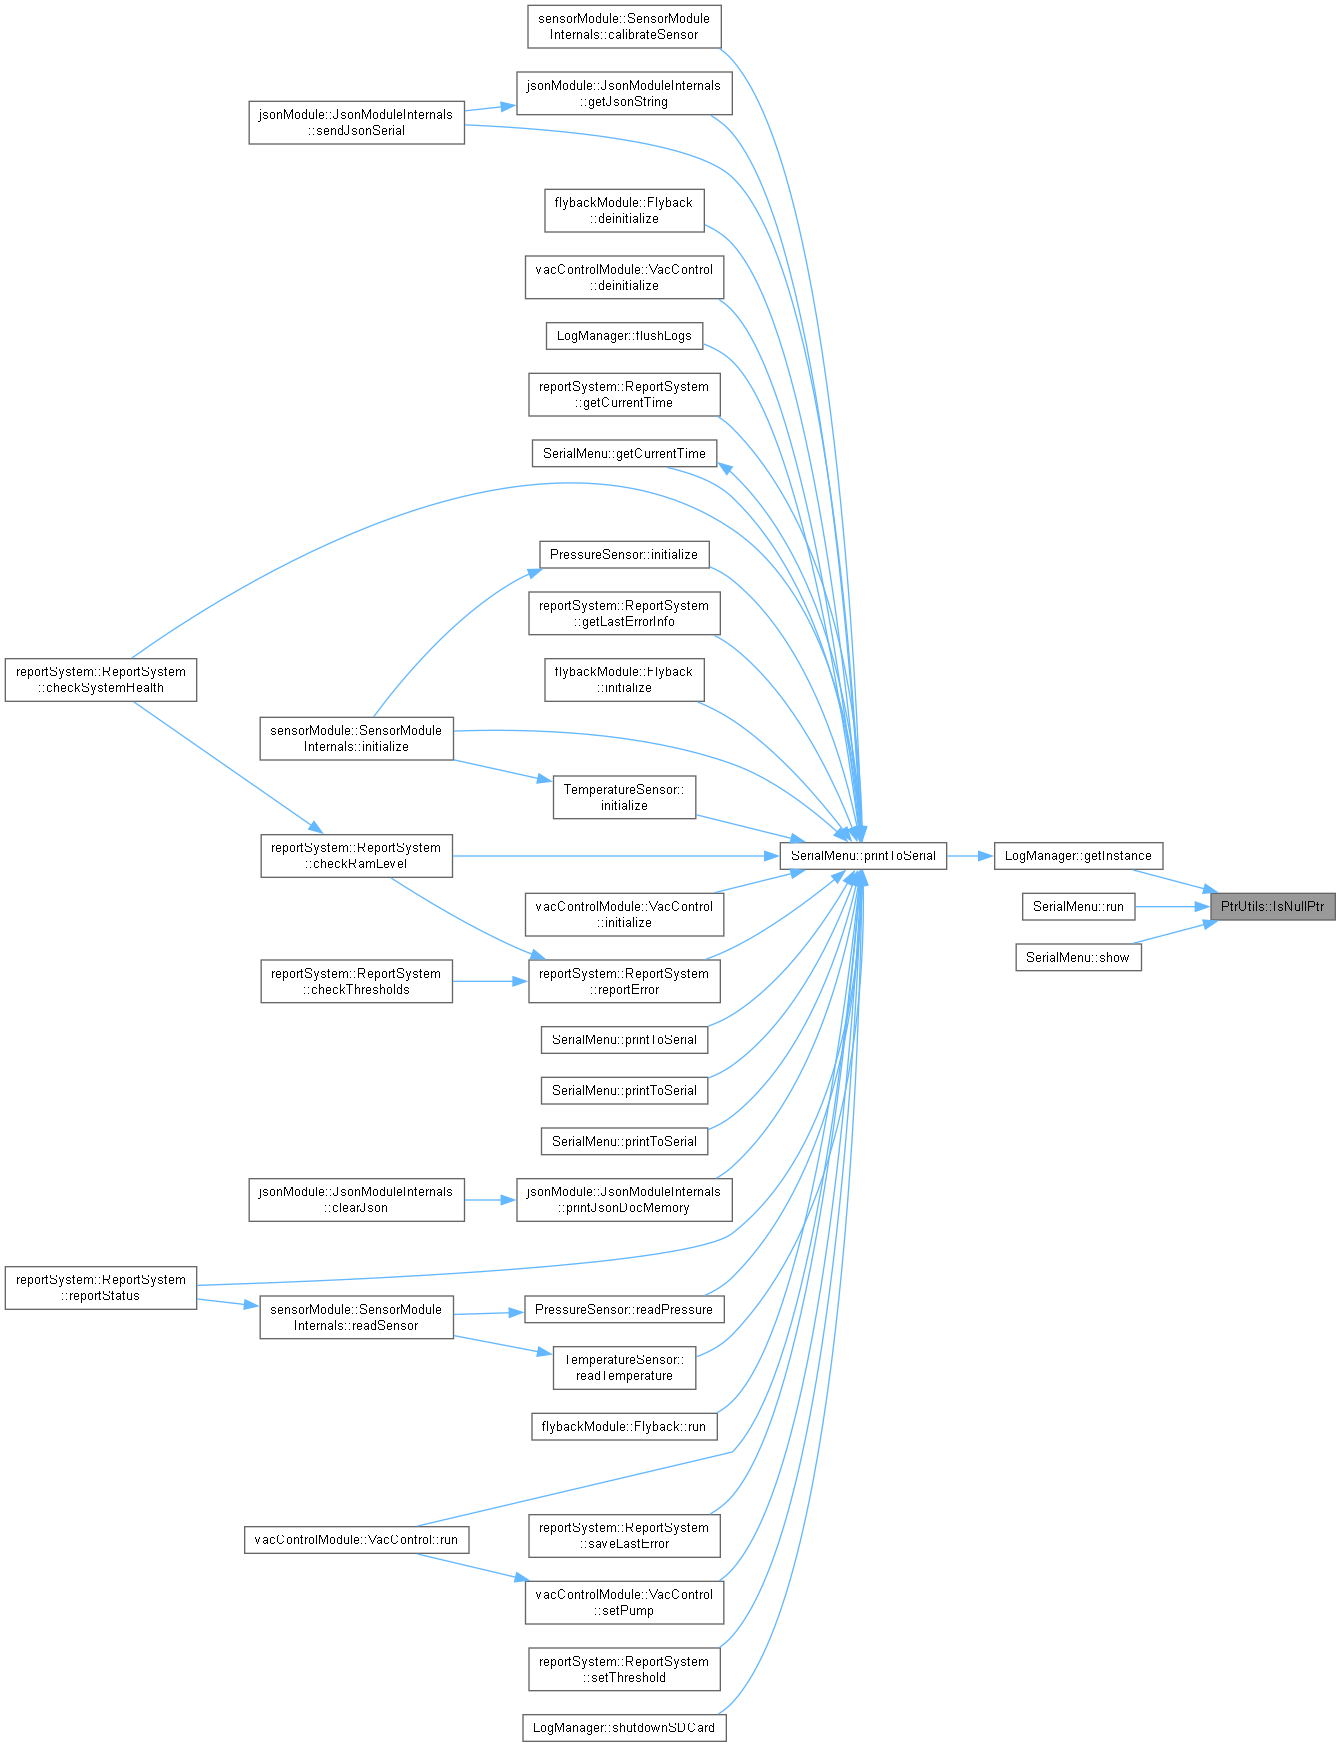 sensorModule::SensorModule
Internals::calibrateSensor
jsonModule::JsonModuleInternals
::getJsonString
jsonModule::JsonModuleInternals
::sendJsonSerial
flybackModule::Flyback
::deinitialize
vacControlModule::VacControl
::deinitialize
LogManager::flushLogs
reportSystem::ReportSystem
::getCurrentTime
SerialMenu::getCurrentTime
PressureSensor::initialize
reportSystem::ReportSystem
::getLastErrorInfo
reportSystem::ReportSystem
::checkSystemHealth
flybackModule::Flyback
::initialize
sensorModule::SensorModule
Internals::initialize
TemperatureSensor::
initialize
reportSystem::ReportSystem
::checkRamLevel
SerialMenu::printToSerial
LogManager::getInstance
vacControlModule::VacControl
::initialize
SerialMenu::run
PtrUtils::IsNullPtr
SerialMenu::show
reportSystem::ReportSystem
::checkThresholds
reportSystem::ReportSystem
::reportError
SerialMenu::printToSerial
SerialMenu::printToSerial
SerialMenu::printToSerial
jsonModule::JsonModuleInternals
::clearJson
jsonModule::JsonModuleInternals
::printJsonDocMemory
reportSystem::ReportSystem
::reportStatus
sensorModule::SensorModule
Internals::readSensor
PressureSensor::readPressure
TemperatureSensor::
readTemperature
flybackModule::Flyback::run
reportSystem::ReportSystem
::saveLastError
vacControlModule::VacControl::run
vacControlModule::VacControl
::setPump
reportSystem::ReportSystem
::setThreshold
LogManager::shutdownSDCard